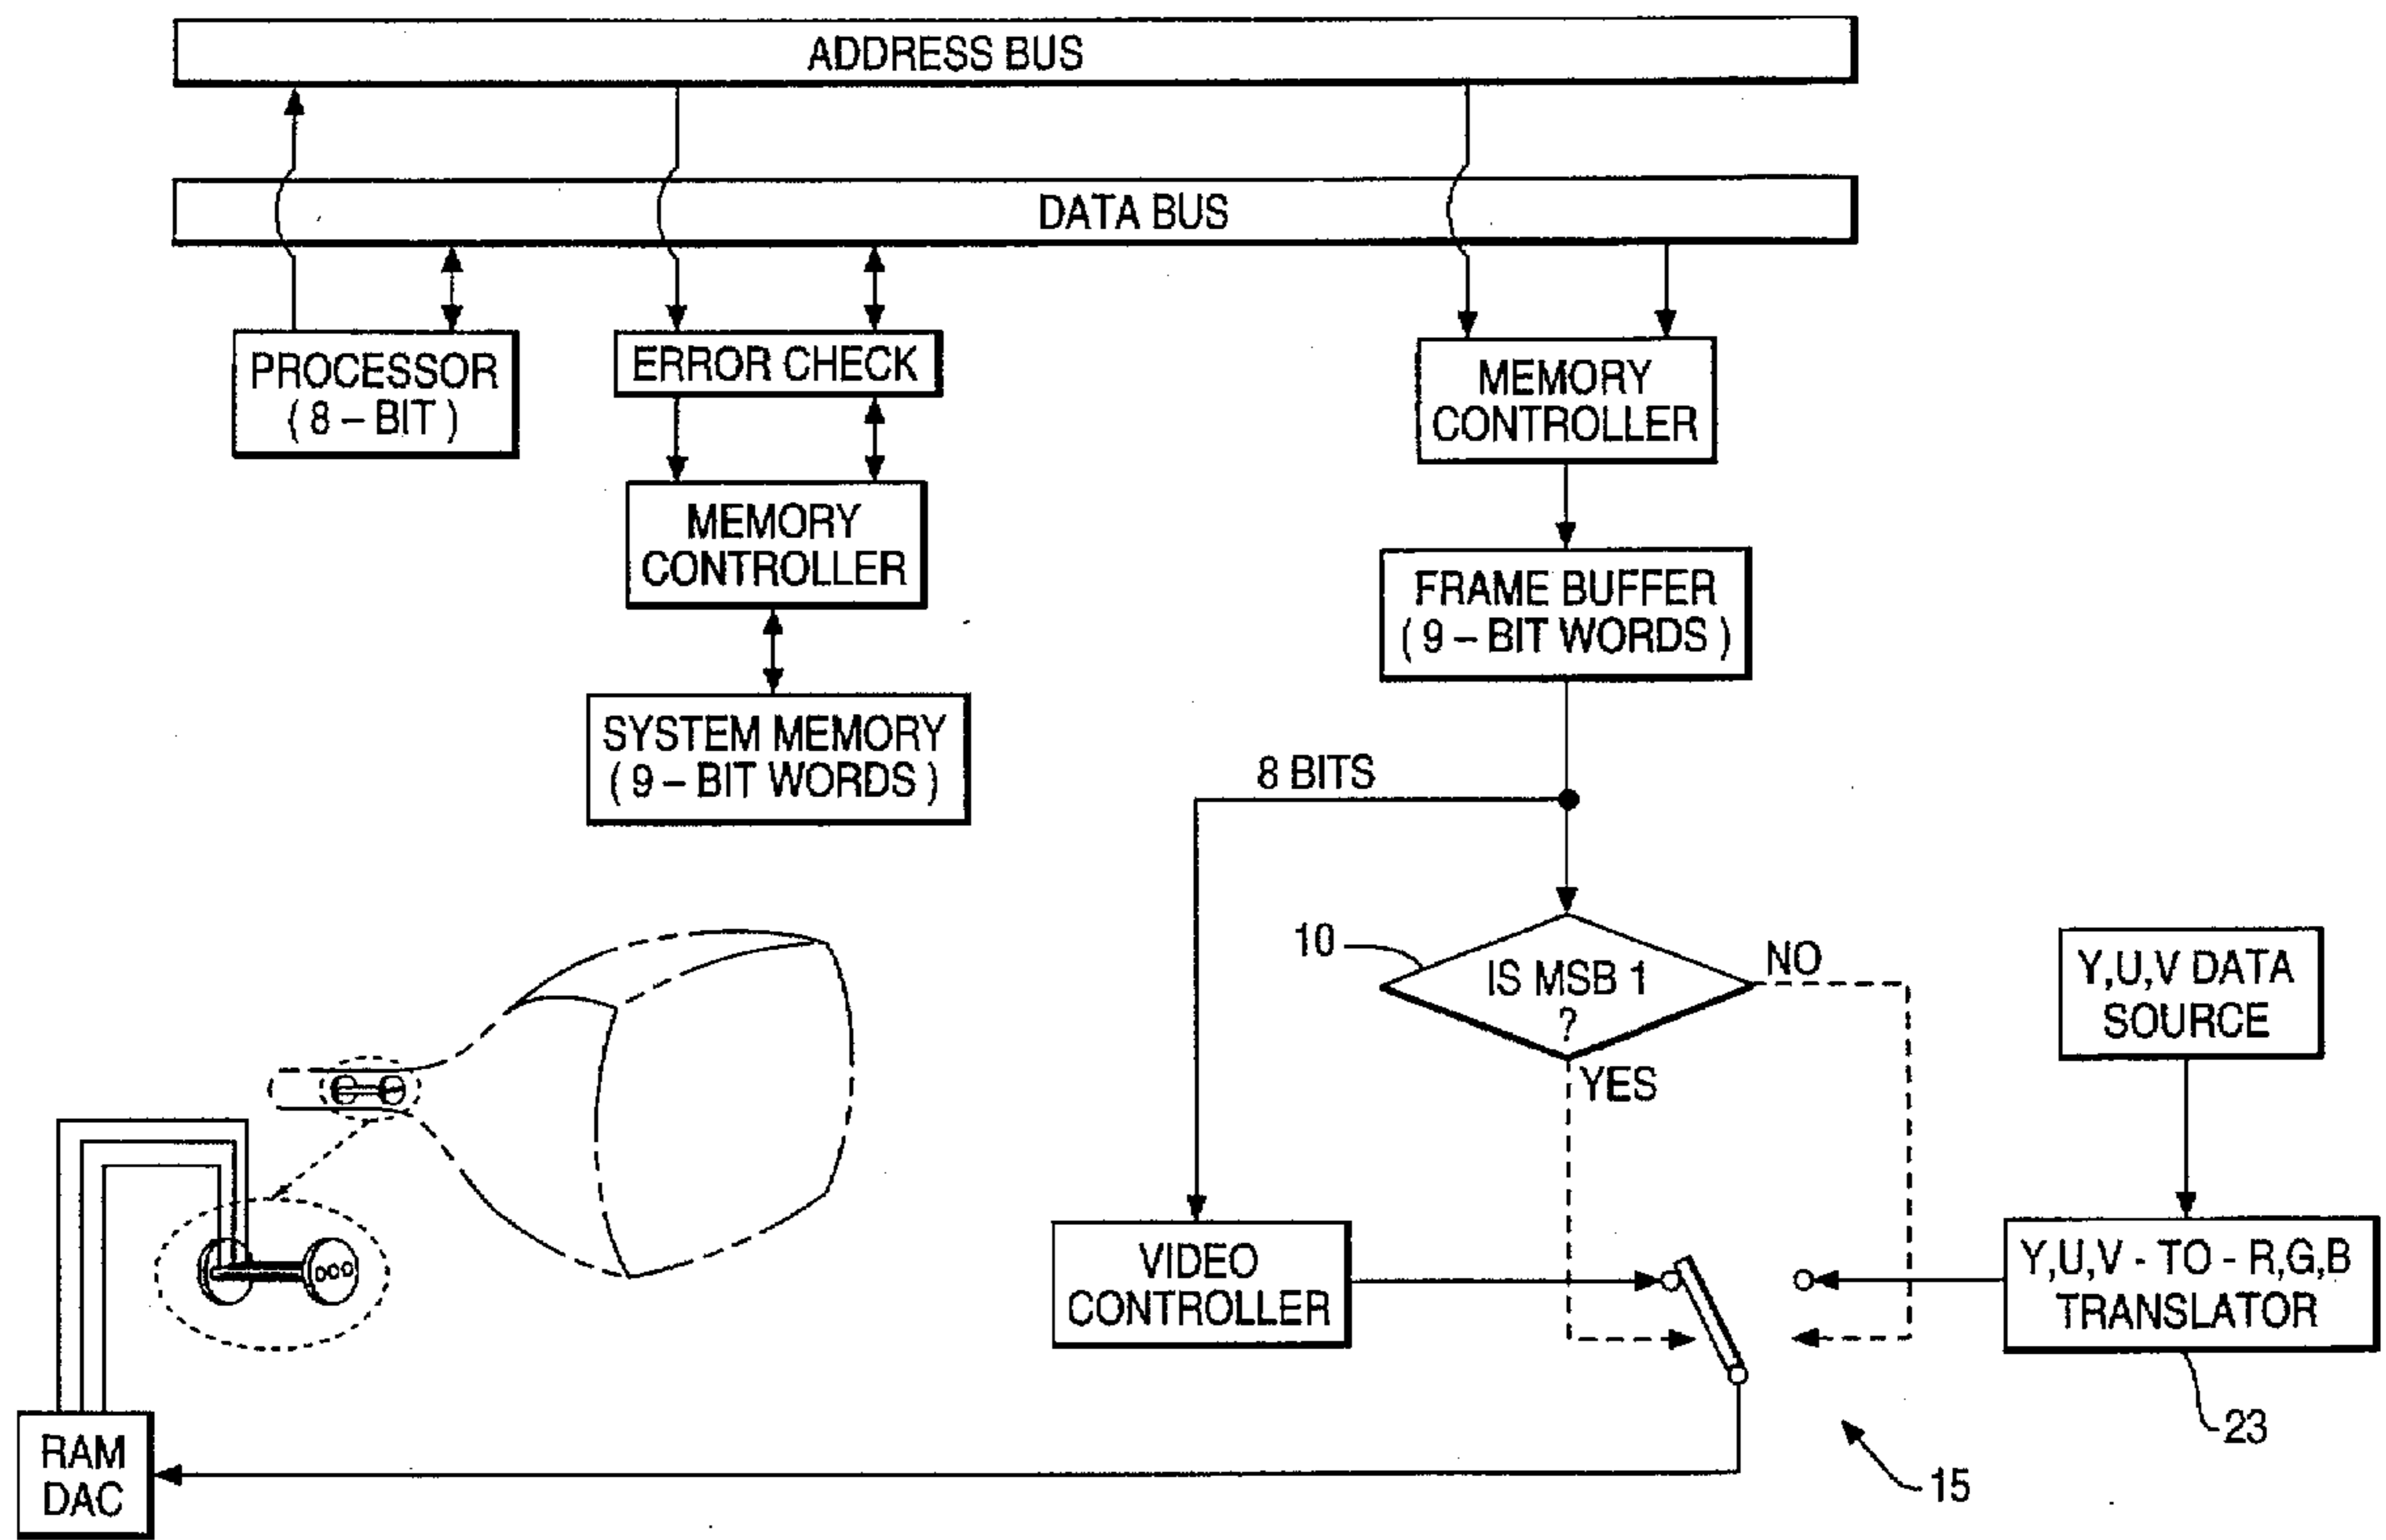 ADDRESS BUS
DATA BUS
PROCESSOR
( 8 – BIT )
ERROR CHECK
MEMORY
CONTROLLER
MEMORY
CONTROLLER
FRAME BUFFER
( 9 – BIT WORDS )
SYSTEM MEMORY
( 9 – BIT WORDS )
8 BITS
10
IS MSB 1
?
NO
YES
Y,U,V DATA
SOURCE
VIDEO
CONTROLLER
Y,U,V - TO - R,G,B
TRANSLATOR
23
15
RAM
DAC